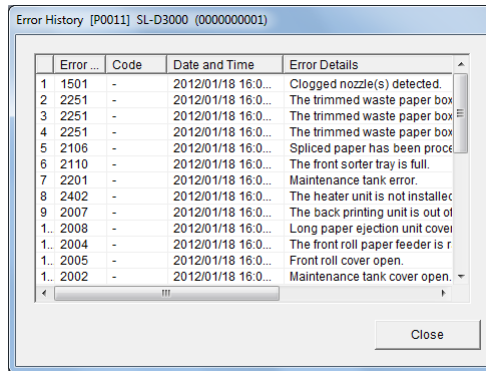 Error History [P0011] SL-D3000 (0000000001)
Error ... Code Date and Time Error Details
1 1501 - 2012/01/18 16:0... Clogged nozzle(s) detected.
2 2251 - 2012/01/18 16:0... The trimmed waste paper box
3 2251 - 2012/01/18 16:0... The trimmed waste paper box
4 2251 - 2012/01/18 16:0... The trimmed waste paper box
5 2106 - 2012/01/18 16:0... Spliced paper has been proce
6 2110 - 2012/01/18 16:0... The front sorter tray is full.
7 2201 - 2012/01/18 16:0... Maintenance tank error.
8 2402 - 2012/01/18 16:0... The heater unit is not installed
9 2007 - 2012/01/18 16:0... The back printing unit is out of
1.. 2008 - 2012/01/18 16:0... Long paper ejection unit cover
1.. 2004 - 2012/01/18 16:0... The front roll paper feeder is r
1.. 2005 - 2012/01/18 16:0... Front roll cover open.
1.. 2002 - 2012/01/18 16:0... Maintenance tank cover open.
Close